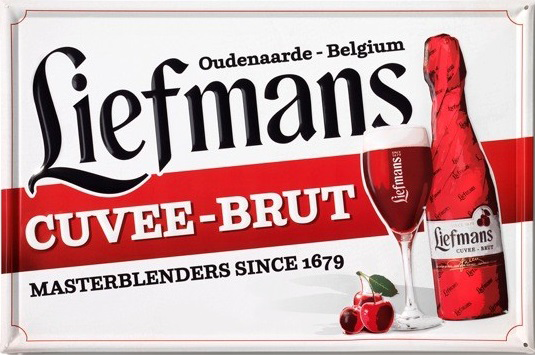 Oudenaarde - Belgium
Liefmans
CUVEE-BRUT
MASTERBLENDERS SINCE 1679
Liefmans
Liefmans
CUVEE - BRUT